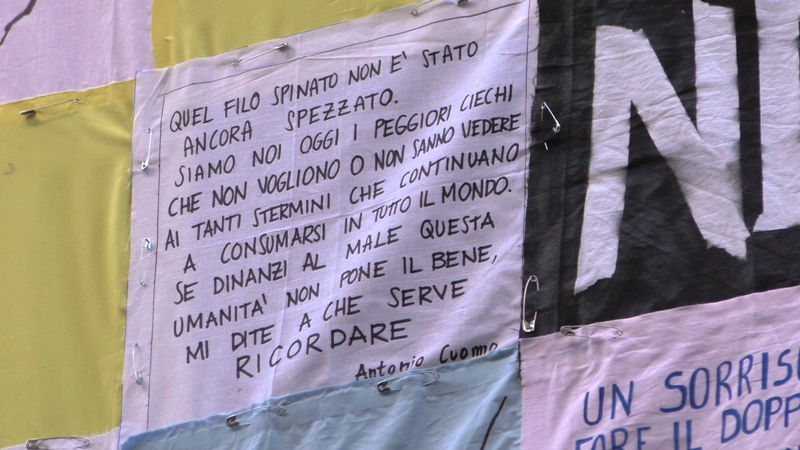 QUEL FILO SPINATO NON E' STATO
ANCORA SPEZZATO.
SIAMO NOI OGGI I PEGGIORI CIECHI
CHE NON VOGLIONO O NON SANNO VEDERE
AI TANTI STERMINI CHE CONTINUANO
A CONSUMARSI IN TUTTO IL MONDO.
SE DINANZI AL MALE QUESTA
UMANITA' NON PONE IL BENE,
MI DITE A CHE SERVE
RICORDARE
Antonio Cuomo
N
UN SORRIS
FARE IL DOPP